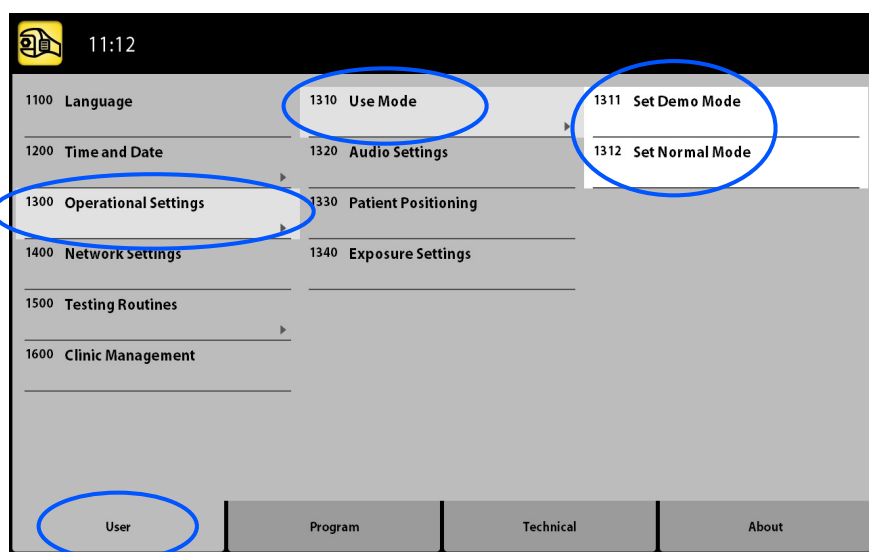 11:12
1100 Language
1200 Time and Date
1300 Operational Settings
1400 Network Settings
1500 Testing Routines
1600 Clinic Management
1310 Use Mode
1320 Audio Settings
1330 Patient Positioning
1340 Exposure Settings
1311 Set Demo Mode
1312 Set Normal Mode
User Program Technical About